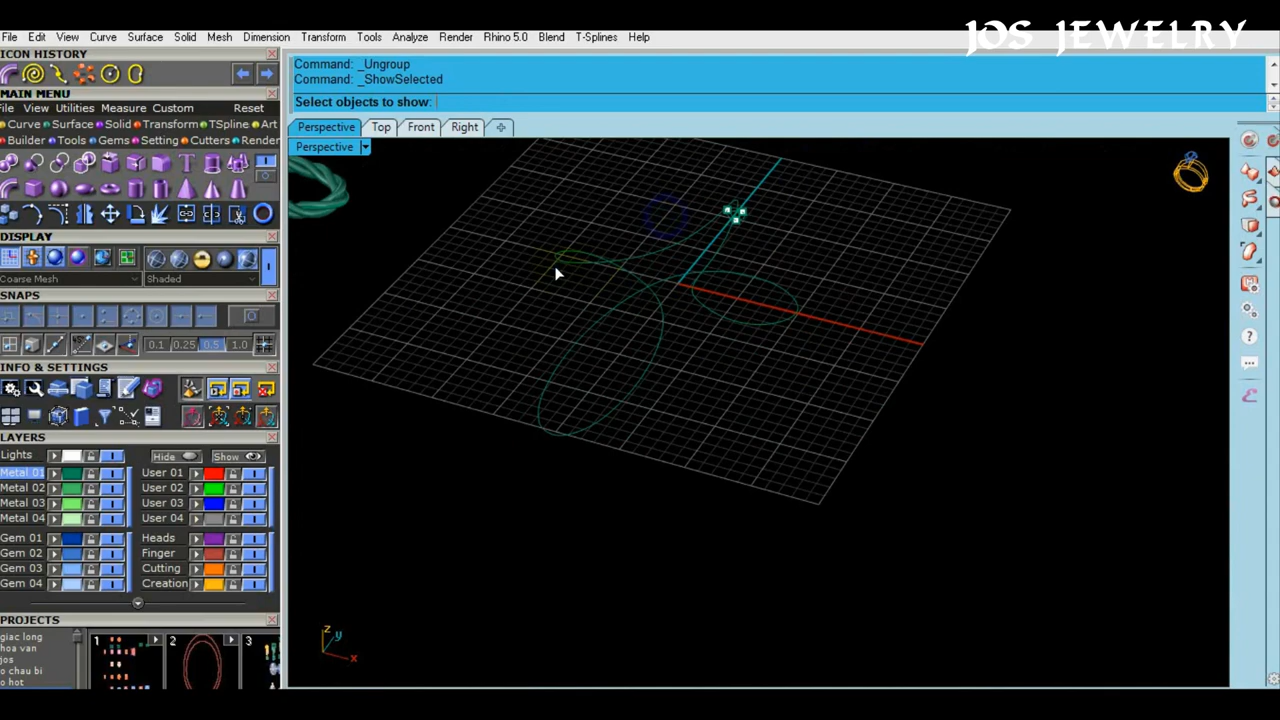 JOS JEWELRY
File Edit View Curve Surface Solid Mesh Dimension Transform Tools Analyze Render Rhino 5.0 Blend T-Splines Help
ICON HISTORY
Command: _Ungroup
Command: _ShowSelected
Select objects to show:
MAIN MENU
File View Utilities Measure Custom Reset
Curve Surface Solid Transform TSpline Art
Builder Tools Gems Setting Cutters Render
Perspective Top Front Right
Perspective
DISPLAY
Coarse Mesh Shaded
SNAPS
0.1 0.25 0.5 1.0
INFO & SETTINGS
LAYERS
Lights Hide Show
Metal 01 User 01
Metal 02 User 02
Metal 03 User 03
Metal 04 User 04
Gem 01 Heads
Gem 02 Finger
Gem 03 Cutting
Gem 04 Creation
PROJECTS
giac long
hoa van
jos
o chau bi
o hot
1 2 3
z
y
x